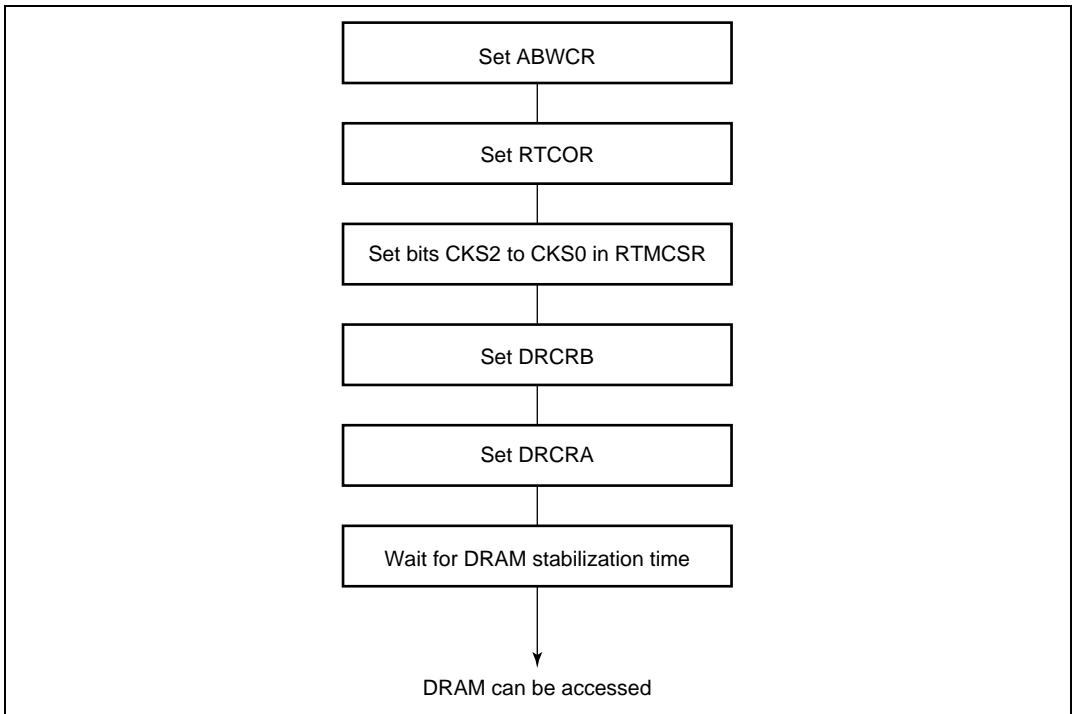 Set ABWCR
Set RTCOR
Set bits CKS2 to CKS0 in RTMCSR
Set DRCRB
Set DRCRA
Wait for DRAM stabilization time
DRAM can be accessed